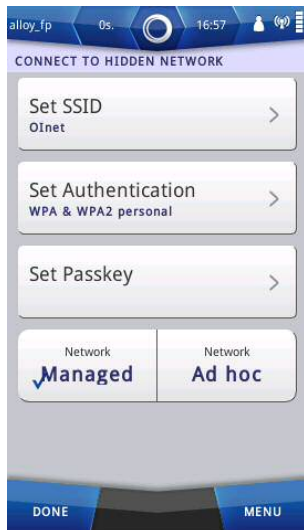 alloy_fp 0s. 16:57
CONNECT TO HIDDEN NETWORK
Set SSID
OInet
Set Authentication
WPA & WPA2 personal
Set Passkey
Network Network
Managed Ad hoc
DONE MENU